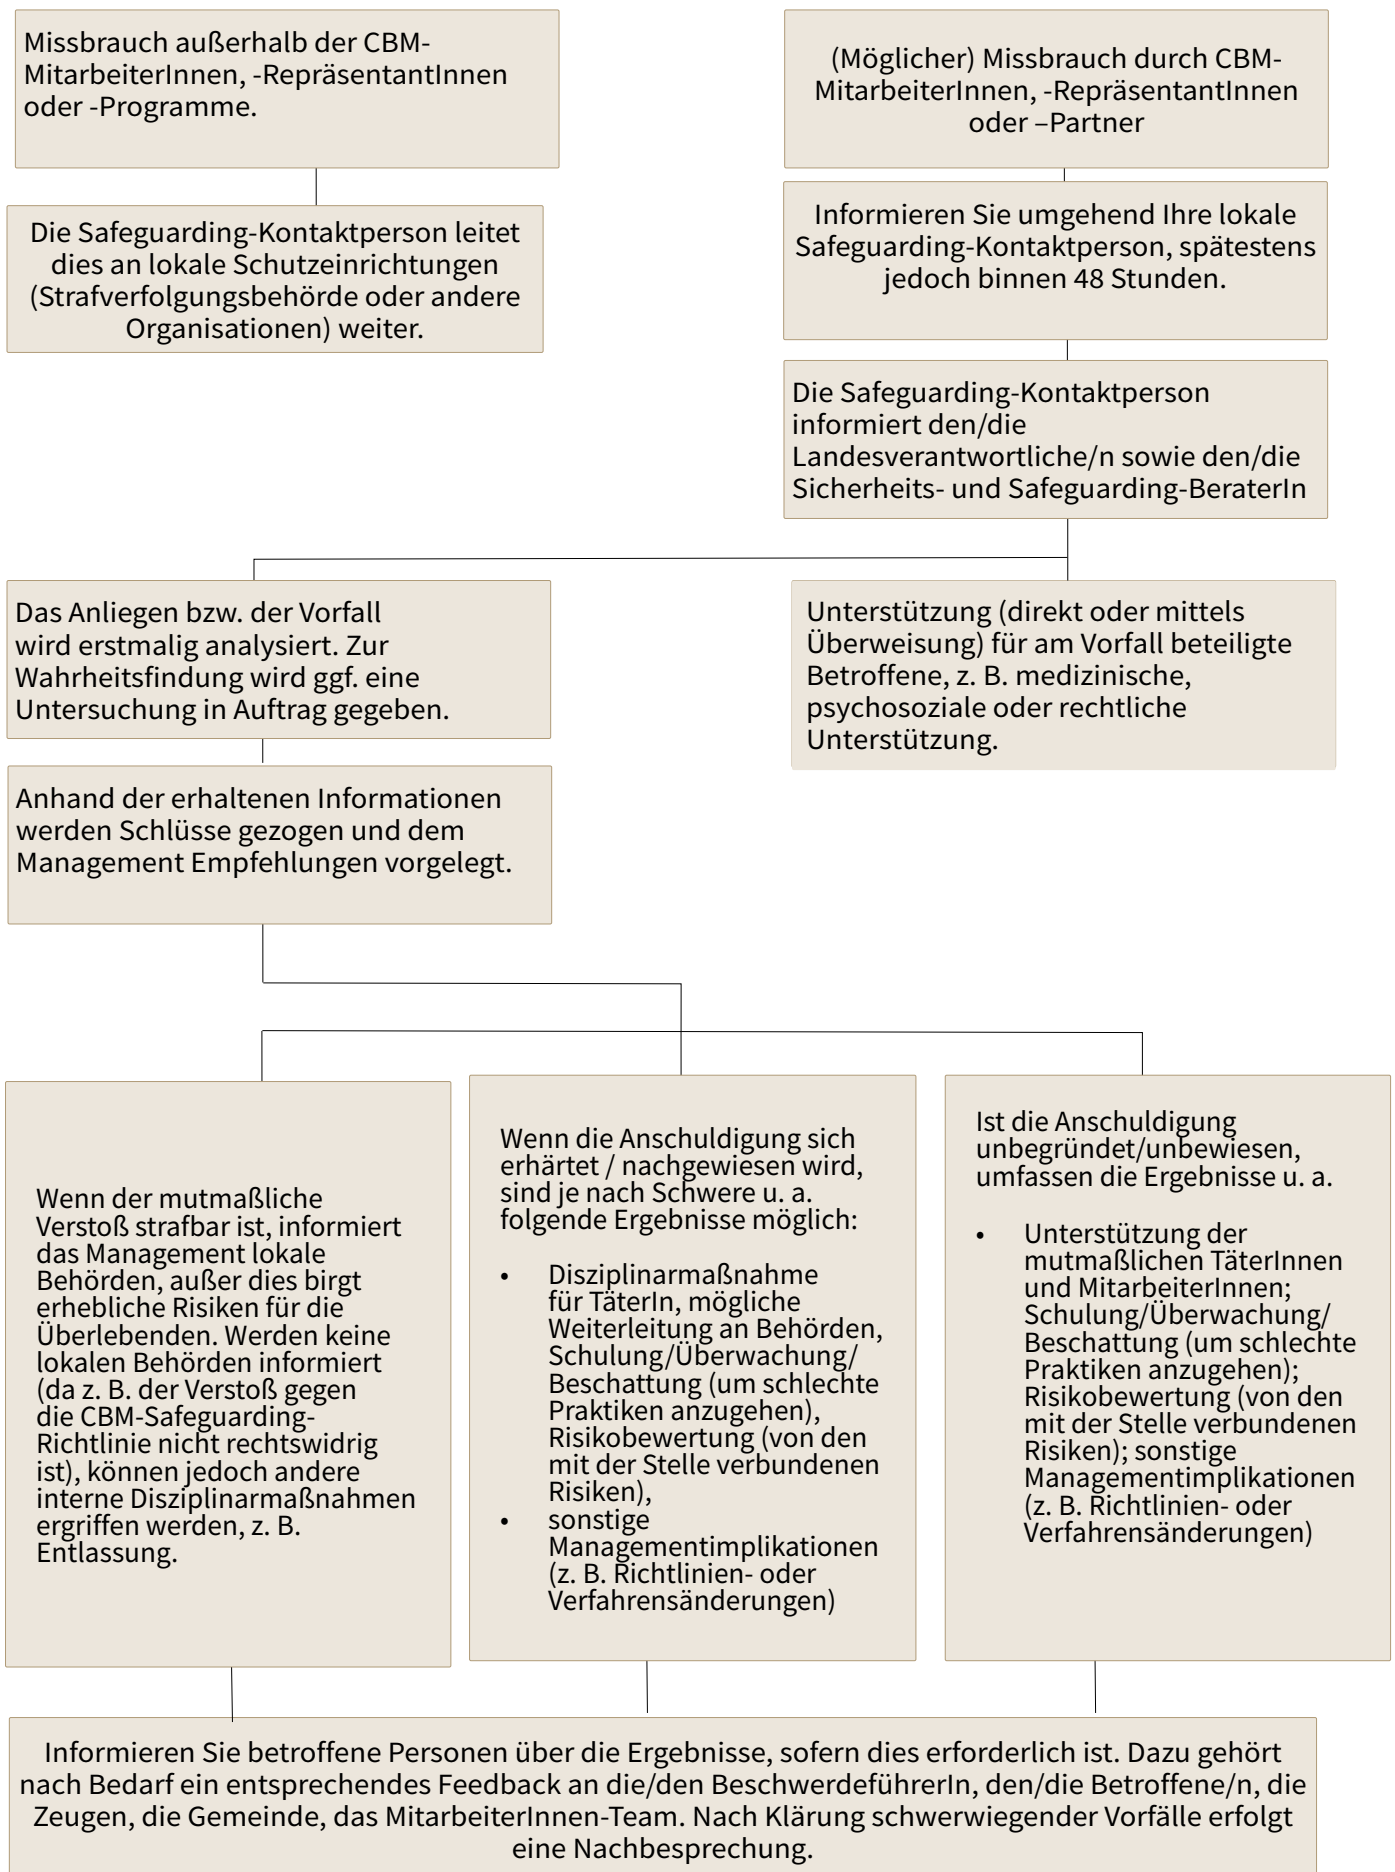 Missbrauch außerhalb der CBM-
MitarbeiterInnen, -RepräsentantInnen
oder -Programme.
(Möglicher) Missbrauch durch CBM-
MitarbeiterInnen, -RepräsentantInnen
oder –Partner
Die Safeguarding-Kontaktperson leitet
dies an lokale Schutzeinrichtungen
(Strafverfolgungsbehörde oder andere
Organisationen) weiter.
Informieren Sie umgehend Ihre lokale
Safeguarding-Kontaktperson, spätestens
jedoch binnen 48 Stunden.
Die Safeguarding-Kontaktperson
informiert den/die
Landesverantwortliche/n sowie den/die
Sicherheits- und Safeguarding-BeraterIn
Das Anliegen bzw. der Vorfall
wird erstmalig analysiert. Zur
Wahrheitsfindung wird ggf. eine
Untersuchung in Auftrag gegeben.
Unterstützung (direkt oder mittels
Überweisung) für am Vorfall beteiligte
Betroffene, z. B. medizinische,
psychosoziale oder rechtliche
Unterstützung.
Anhand der erhaltenen Informationen
werden Schlüsse gezogen und dem
Management Empfehlungen vorgelegt.
Wenn der mutmaßliche
Verstoß strafbar ist, informiert
das Management lokale
Behörden, außer dies birgt
erhebliche Risiken für die
Überlebenden. Werden keine
lokalen Behörden informiert
(da z. B. der Verstoß gegen
die CBM-Safeguarding-
Richtlinie nicht rechtswidrig
ist), können jedoch andere
interne Disziplinarmaßnahmen
ergriffen werden, z. B.
Entlassung.
Wenn die Anschuldigung sich
erhärtet / nachgewiesen wird,
sind je nach Schwere u. a.
folgende Ergebnisse möglich:
• Disziplinarmaßnahme
für TäterIn, mögliche
Weiterleitung an Behörden,
Schulung/Überwachung/
Beschattung (um schlechte
Praktiken anzugehen),
Risikobewertung (von den
mit der Stelle verbundenen
Risiken),
• sonstige
Managementimplikationen
(z. B. Richtlinien- oder
Verfahrensänderungen)
Ist die Anschuldigung
unbegründet/unbewiesen,
umfassen die Ergebnisse u. a.
• Unterstützung der
mutmaßlichen TäterInnen
und MitarbeiterInnen;
Schulung/Überwachung/
Beschattung (um schlechte
Praktiken anzugehen);
Risikobewertung (von den
mit der Stelle verbundenen
Risiken); sonstige
Managementimplikationen
(z. B. Richtlinien- oder
Verfahrensänderungen)
Informieren Sie betroffene Personen über die Ergebnisse, sofern dies erforderlich ist. Dazu gehört
nach Bedarf ein entsprechendes Feedback an die/den BeschwerdeführerIn, den/die Betroffene/n, die
Zeugen, die Gemeinde, das MitarbeiterInnen-Team. Nach Klärung schwerwiegender Vorfälle erfolgt
eine Nachbesprechung.